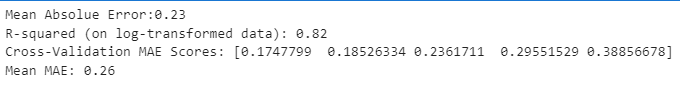 Mean Absolue Error:0.23
R-squared (on log-transformed data): 0.82
Cross-Validation MAE Scores: [0.1747799  0.18526334 0.2361711  0.29551529 0.38856678]
Mean MAE: 0.26